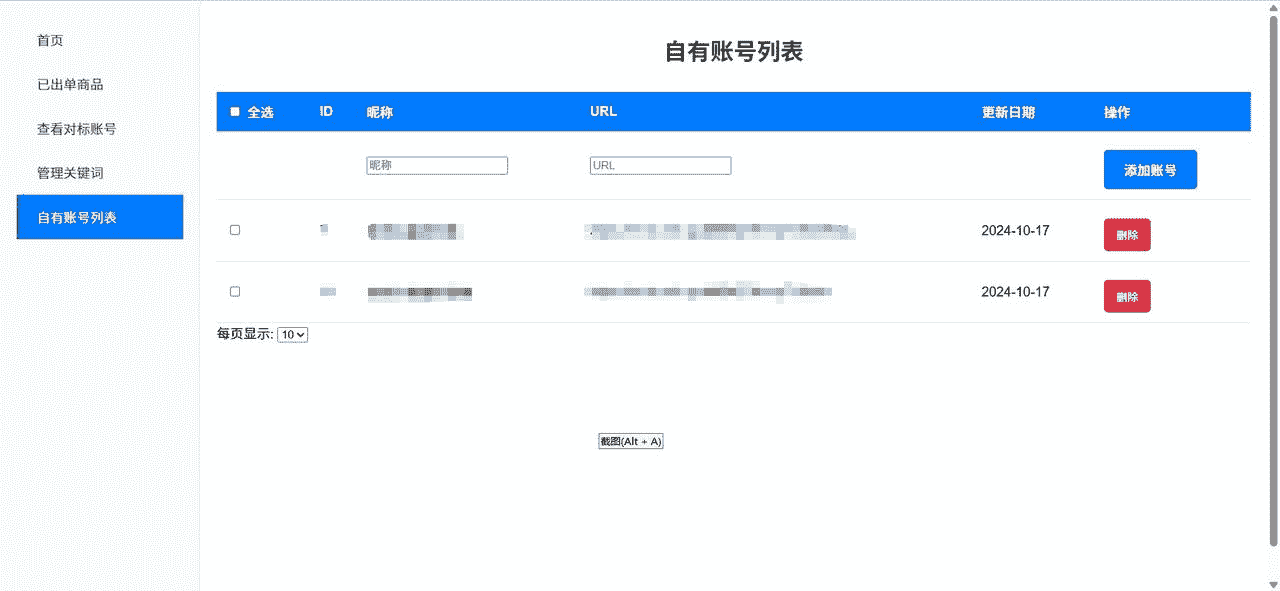 首页
已出单商品
查看对标账号
管理关键词
自有账号列表
自有账号列表
全选 ID 昵称 URL 更新日期 操作
昵称 URL 添加账号
2024-10-17 删除
2024-10-17 删除
每页显示: 10
截图(Alt + A)